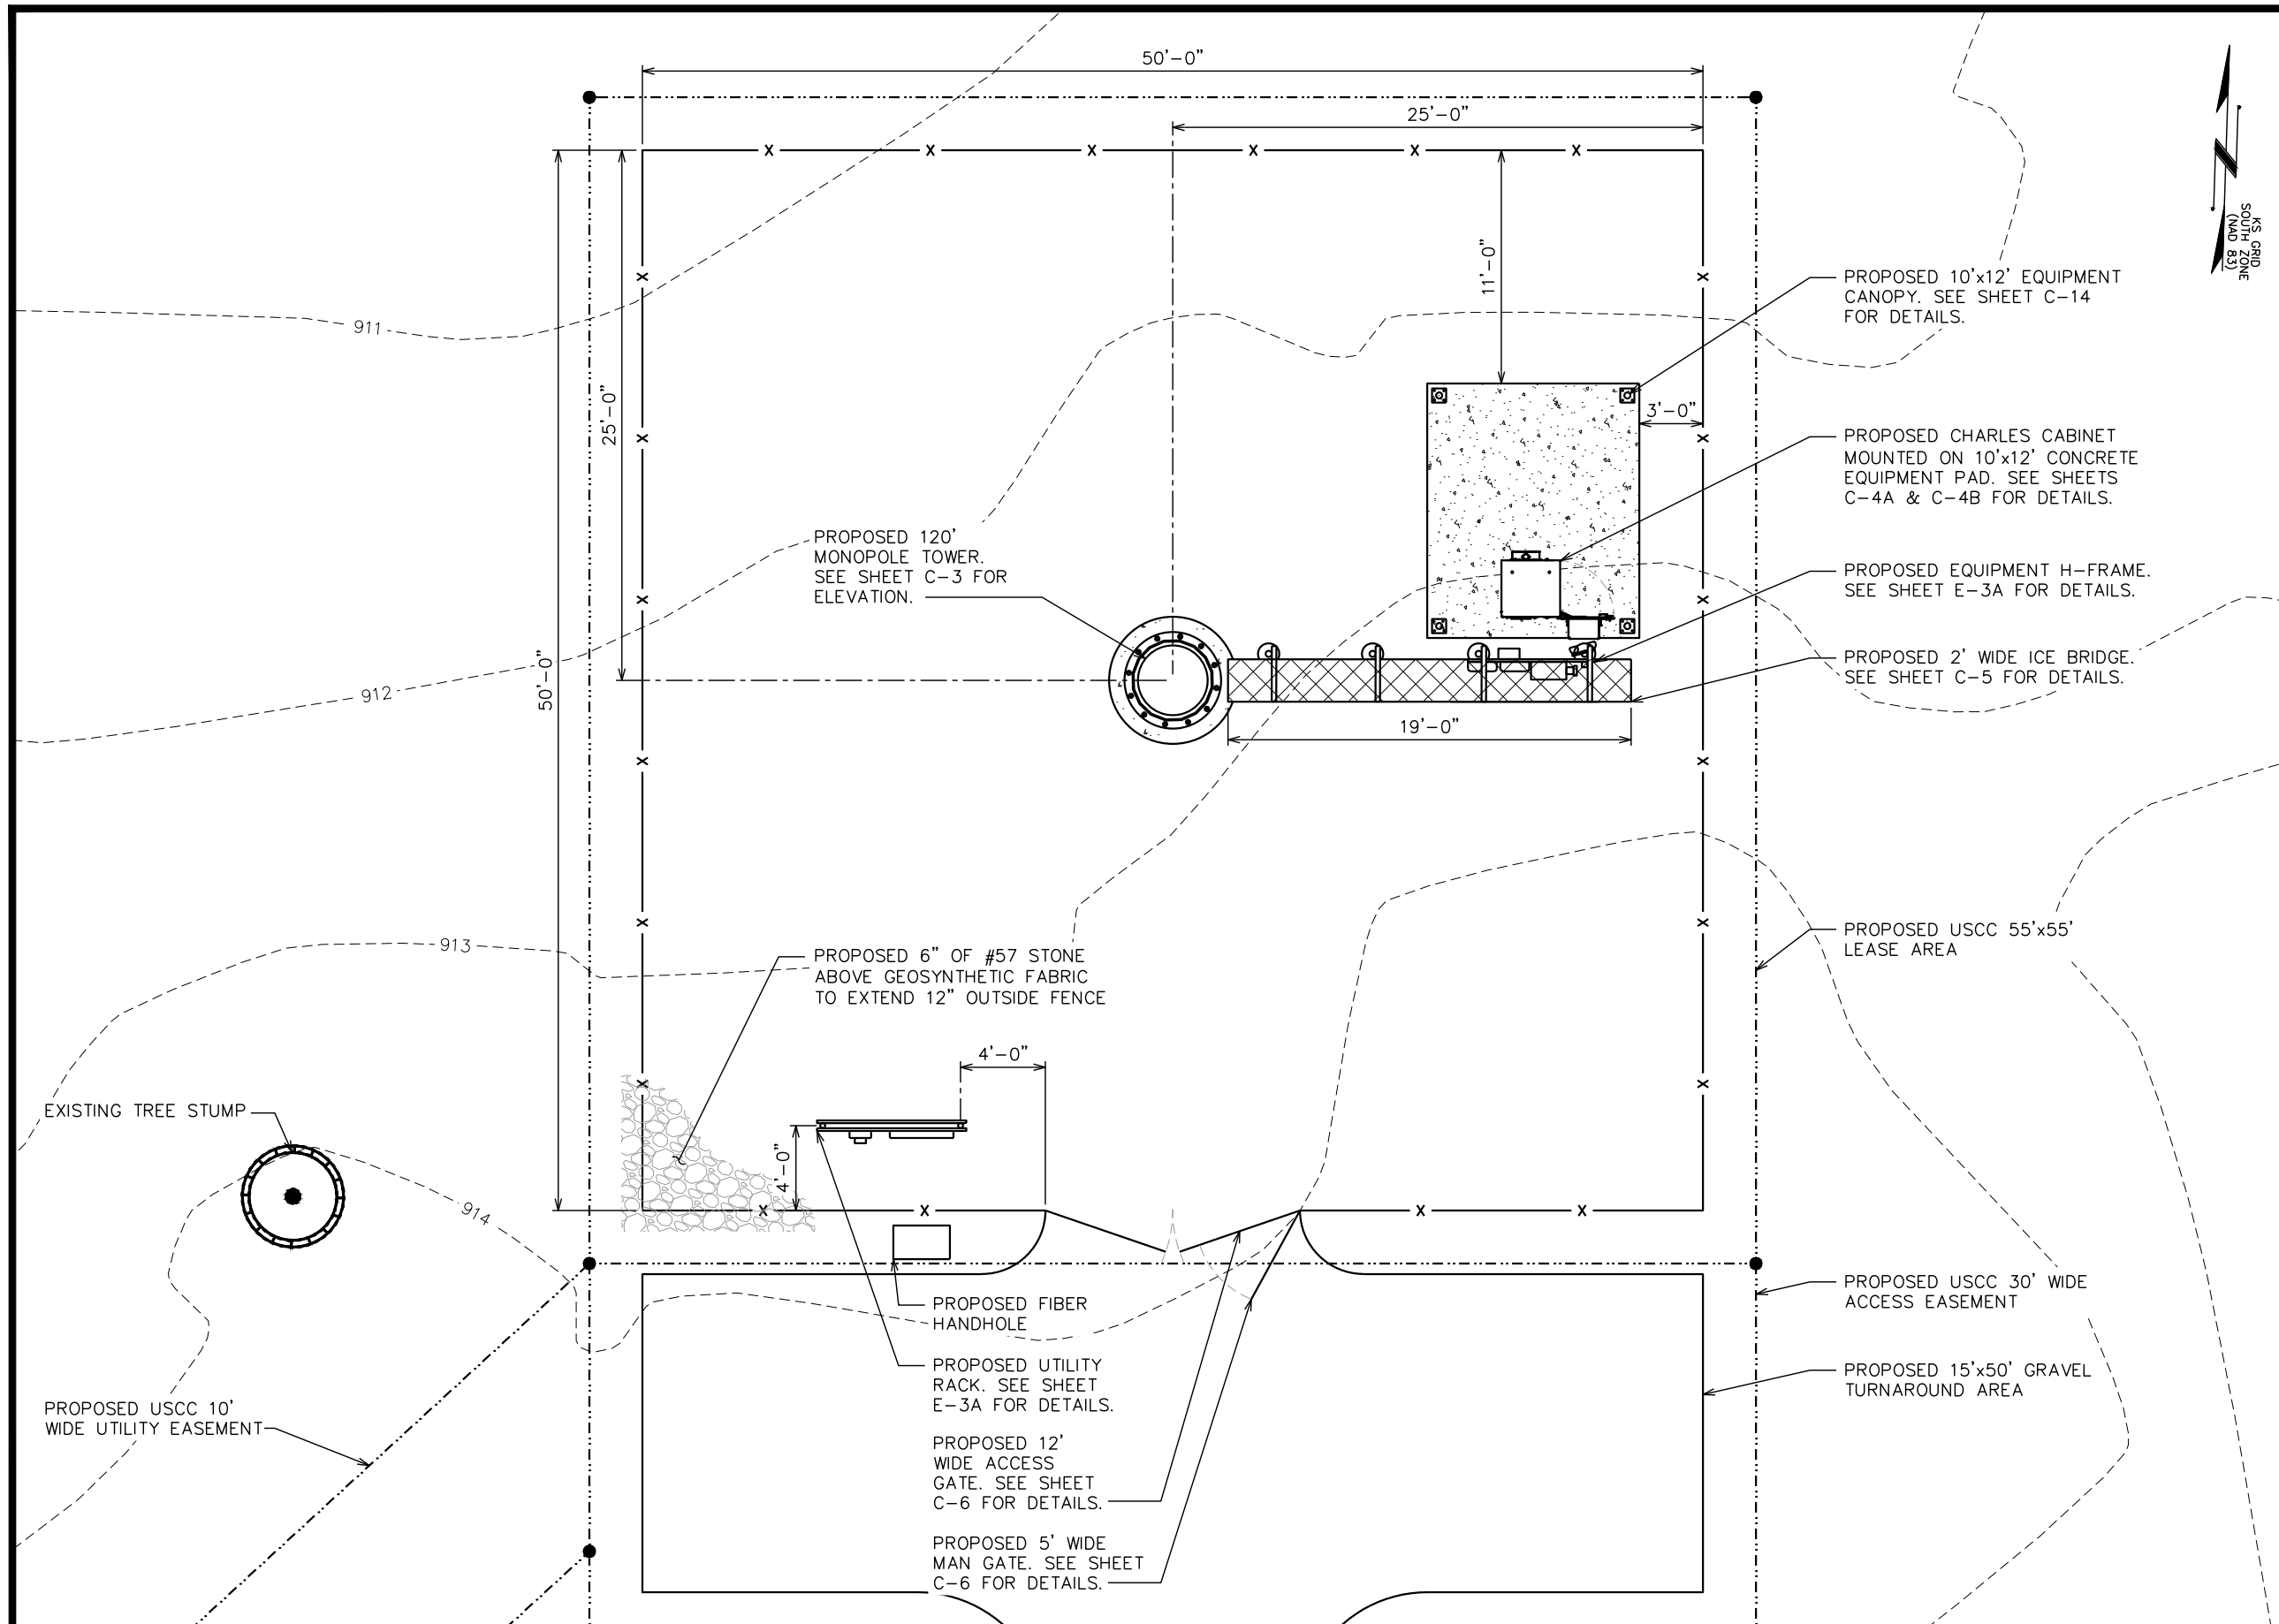 50'-0"
25'-0"
KS GRID
SOUTH ZONE
(NAD 83)
11'-0"
PROPOSED 10'x12' EQUIPMENT
CANOPY. SEE SHEET C-14
FOR DETAILS.
911
25'-0"
3'-0"
PROPOSED CHARLES CABINET
MOUNTED ON 10'x12' CONCRETE
EQUIPMENT PAD. SEE SHEETS
C-4A & C-4B FOR DETAILS.
PROPOSED 120'
MONOPOLE TOWER.
SEE SHEET C-3 FOR
ELEVATION.
PROPOSED EQUIPMENT H-FRAME.
SEE SHEET E-3A FOR DETAILS.
50'-0"
912
PROPOSED 2' WIDE ICE BRIDGE.
SEE SHEET C-5 FOR DETAILS.
19'-0"
913
PROPOSED 6" OF #57 STONE
ABOVE GEOSYNTHETIC FABRIC
TO EXTEND 12" OUTSIDE FENCE
PROPOSED USCC 55'x55'
LEASE AREA
4'-0"
EXISTING TREE STUMP
4'-0"
914
PROPOSED USCC 30' WIDE
ACCESS EASEMENT
PROPOSED FIBER
HANDHOLE
PROPOSED UTILITY
RACK. SEE SHEET
E-3A FOR DETAILS.
PROPOSED 15'x50' GRAVEL
TURNAROUND AREA
PROPOSED USCC 10'
WIDE UTILITY EASEMENT
PROPOSED 12'
WIDE ACCESS
GATE. SEE SHEET
C-6 FOR DETAILS.
PROPOSED 5' WIDE
MAN GATE. SEE SHEET
C-6 FOR DETAILS.